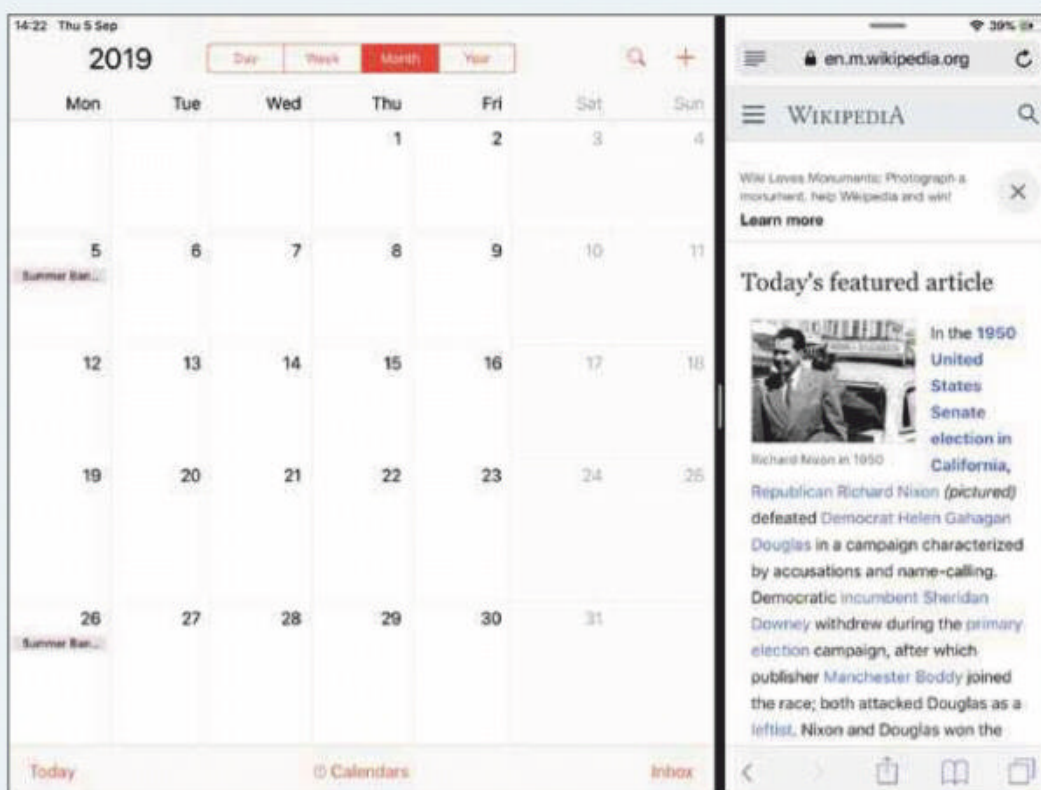 14:22 Thu 5 Sep
39%
2019
Day Week Month Year
Mon Tue Wed Thu Fri Sat Sun
1 2 3 4
5 6 7 8 9 10 11
Summer Ban...
12 13 14 15 16 17 18
19 20 21 22 23 24 25
26 27 28 29 30 31
Summer Ban...
Today Calendars Inbox
en.m.wikipedia.org
WIKIPEDIA
Wiki Loves Monuments: Photograph a
monument, help Wikipedia and win!
Learn more
Today's featured article
In the 1950
United
States
Senate
election in
California,
Richard Nixon in 1950
Republican Richard Nixon (pictured)
defeated Democrat Helen Gahagan
Douglas in a campaign characterized
by accusations and name-calling.
Democratic incumbent Sheridan
Downey withdrew during the primary
election campaign, after which
publisher Manchester Boddy joined
the race; both attacked Douglas as a
leftist. Nixon and Douglas won the